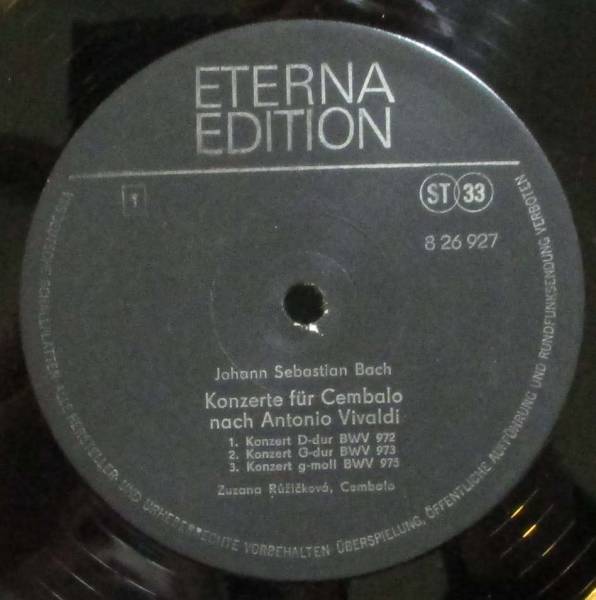 ETERNA
EDITION
1
ST 33
8 26 927
Johann Sebastian Bach
Konzerte für Cembalo
nach Antonio Vivaldi
1. Konzert D-dur BWV 972
2. Konzert G-dur BWV 973
3. Konzert g-moll BWV 975
Zuzana Růžičková, Cembalo
SCHALLPLATTEN · ALLE HERSTELLER- UND URHEBERRECHTE VORBEHALTEN ÜBERSPIELUNG, ÖFFENTLICHE AUFFÜHRUNG UND RUNDFUNKSENDUNG VERBOTEN